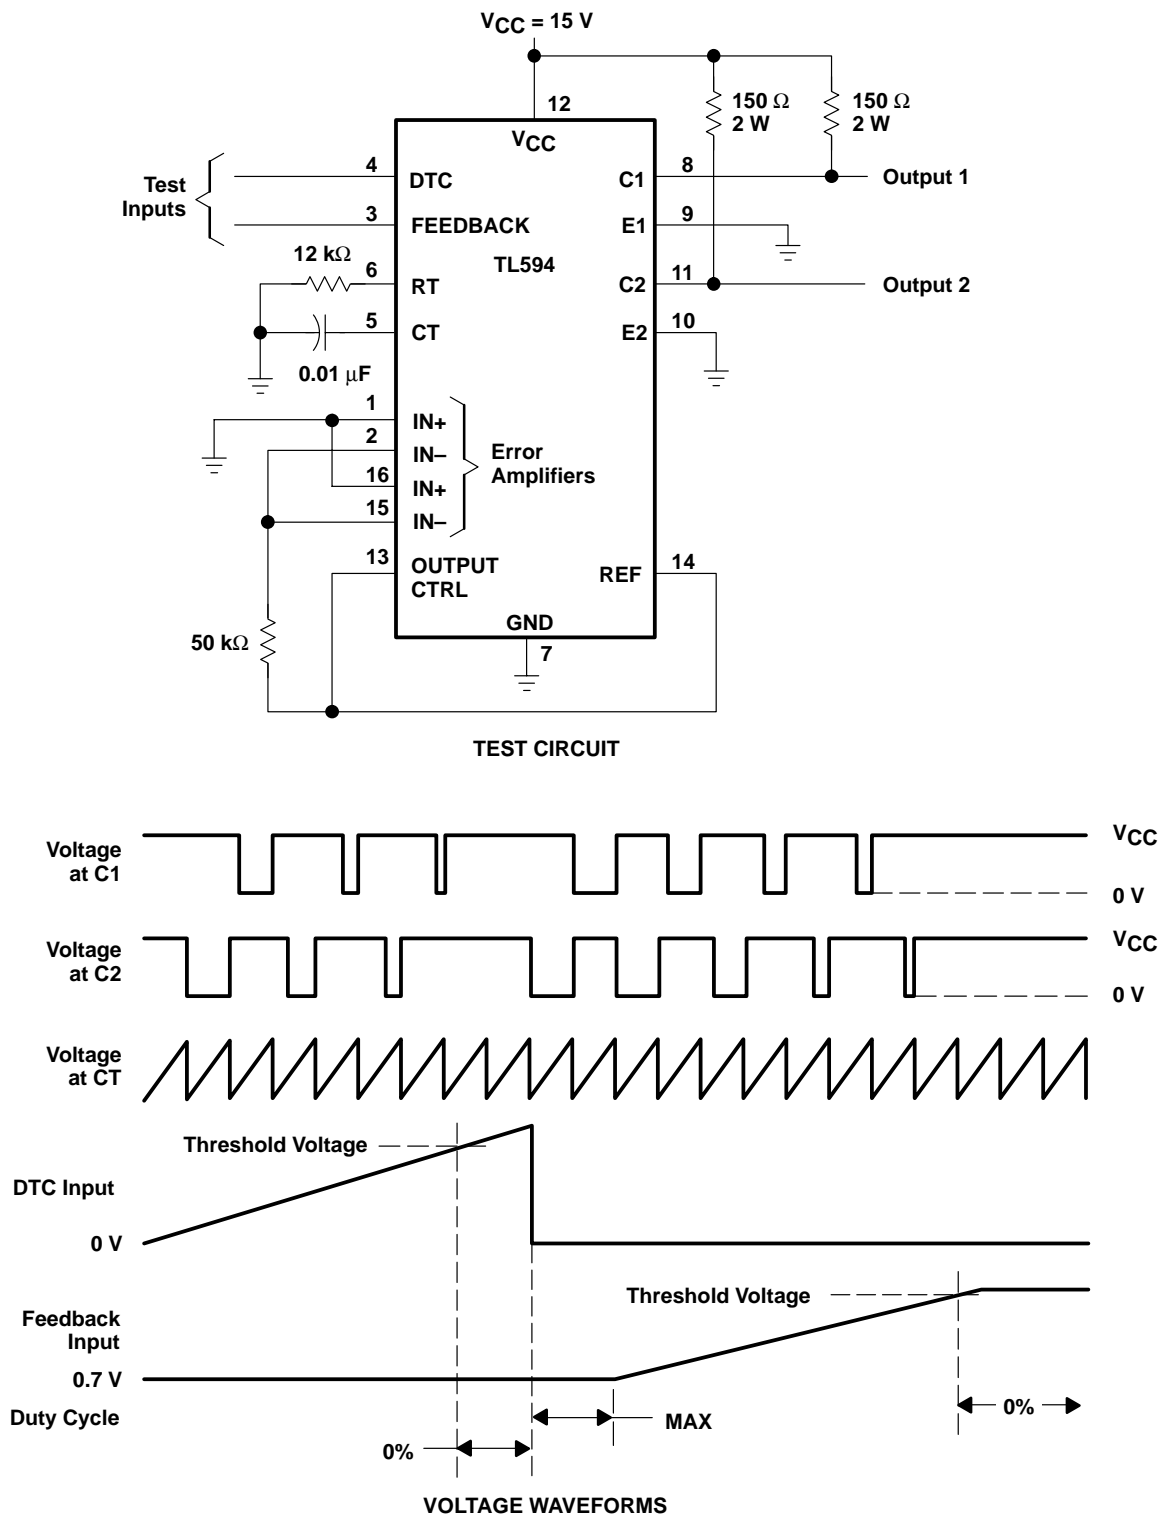 VCC = 15 V
12
150 Ω
2 W
150 Ω
2 W
VCC
Test
Inputs
4
DTC
C1
8
Output 1
3
FEEDBACK
E1
9
12 kΩ
6
RT
TL594
C2
11
Output 2
5
CT
E2
10
0.01 μF
1
IN+
2
IN–
16
IN+
15
IN–
Error
Amplifiers
13
OUTPUT
CTRL
REF
14
GND
7
50 kΩ
TEST CIRCUIT
Voltage
at C1
VCC
0 V
Voltage
at C2
VCC
0 V
Voltage
at CT
Threshold Voltage
DTC Input
0 V
Threshold Voltage
Feedback
Input
0.7 V
Duty Cycle
MAX
0%
0%
VOLTAGE WAVEFORMS